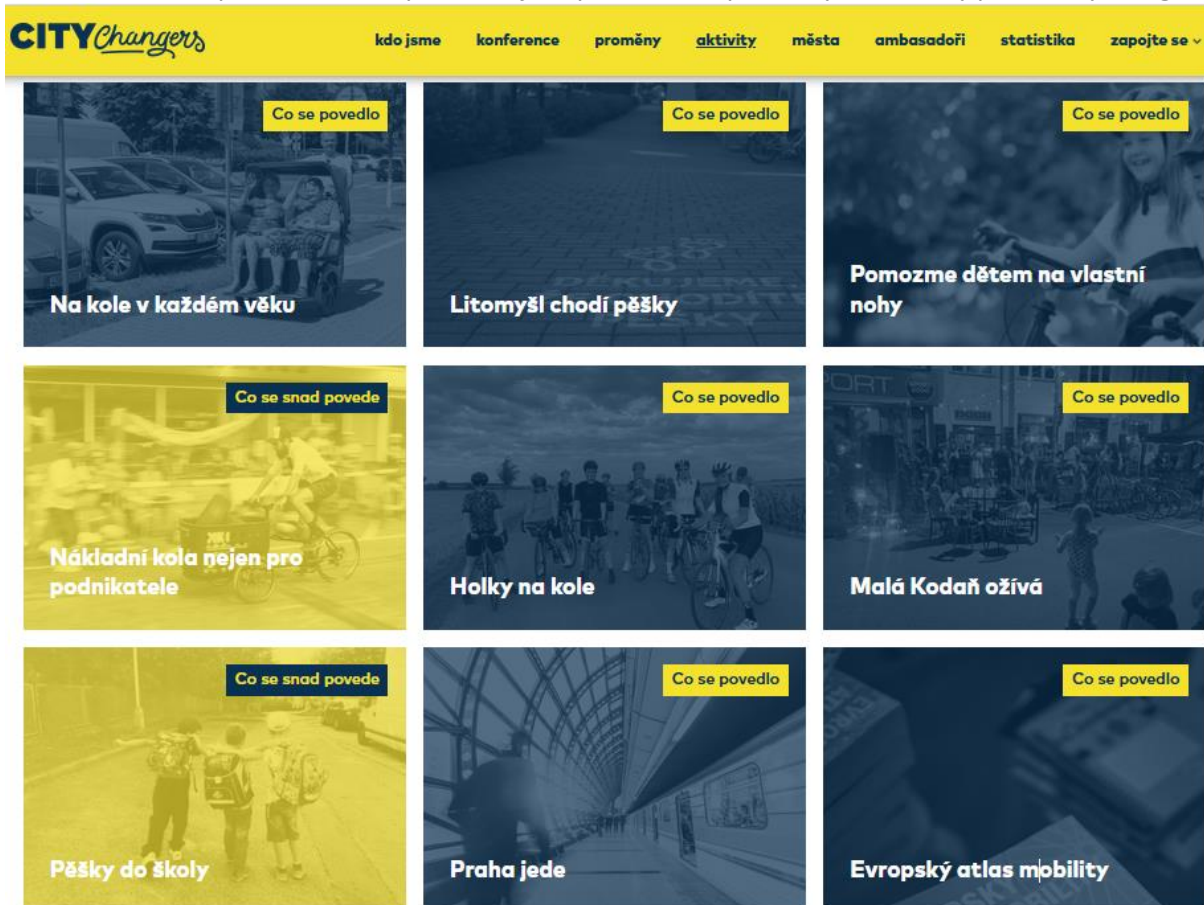 CITYChangers
kdo jsme konference proměny aktivity města ambasadoři statistika zapojte se
Co se povedlo
Na kole v každém věku
Co se povedlo
PĚŠKY
Litomyšl chodí pěšky
Co se povedlo
Pomozme dětem na vlastní
nohy
Co se snad povede
Nákladní kola nejen pro
podnikatele
Co se povedlo
Holky na kole
PORT
Co se povedlo
Malá Kodaň ožívá
Co se snad povede
Pěšky do školy
Co se povedlo
Praha jede
Co se povedlo
Evropský atlas mobility